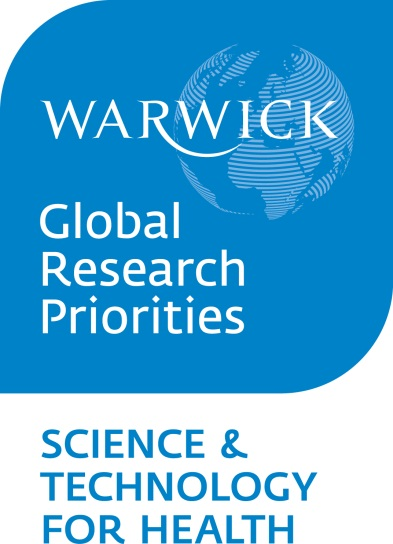 WARWICK
Global
Research
Priorities
SCIENCE &
TECHNOLOGY
FOR HEALTH